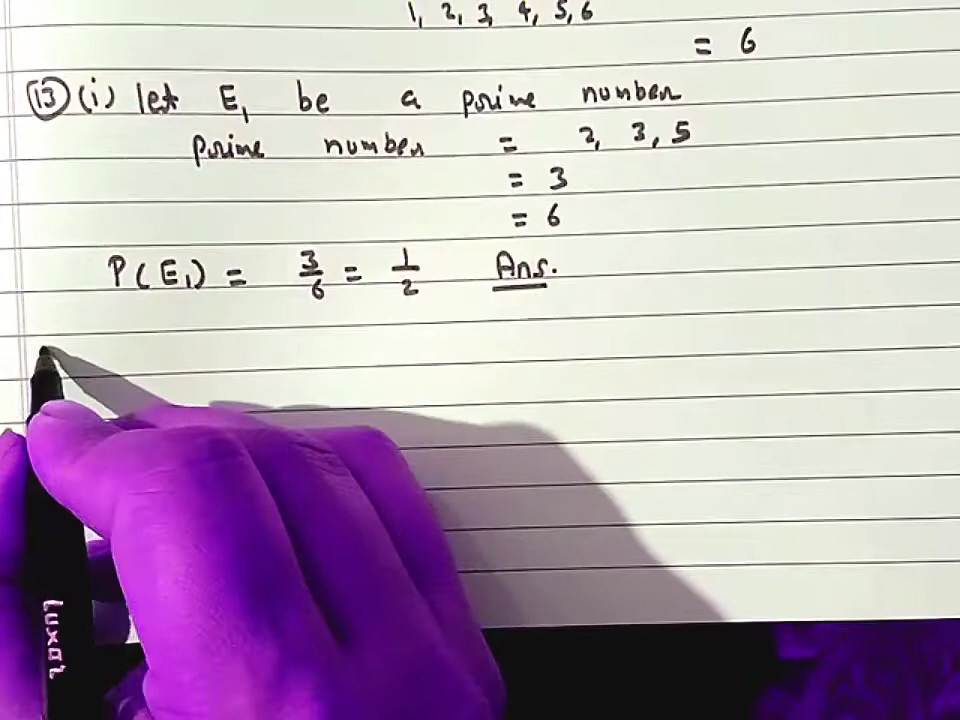 1, 2, 3, 4, 5, 6
= 6
(13) (i) let E₁ be a prime number
prime number = 2, 3, 5
= 3
= 6
P(E₁) = 3/6 = 1/2 Ans.
Luxor